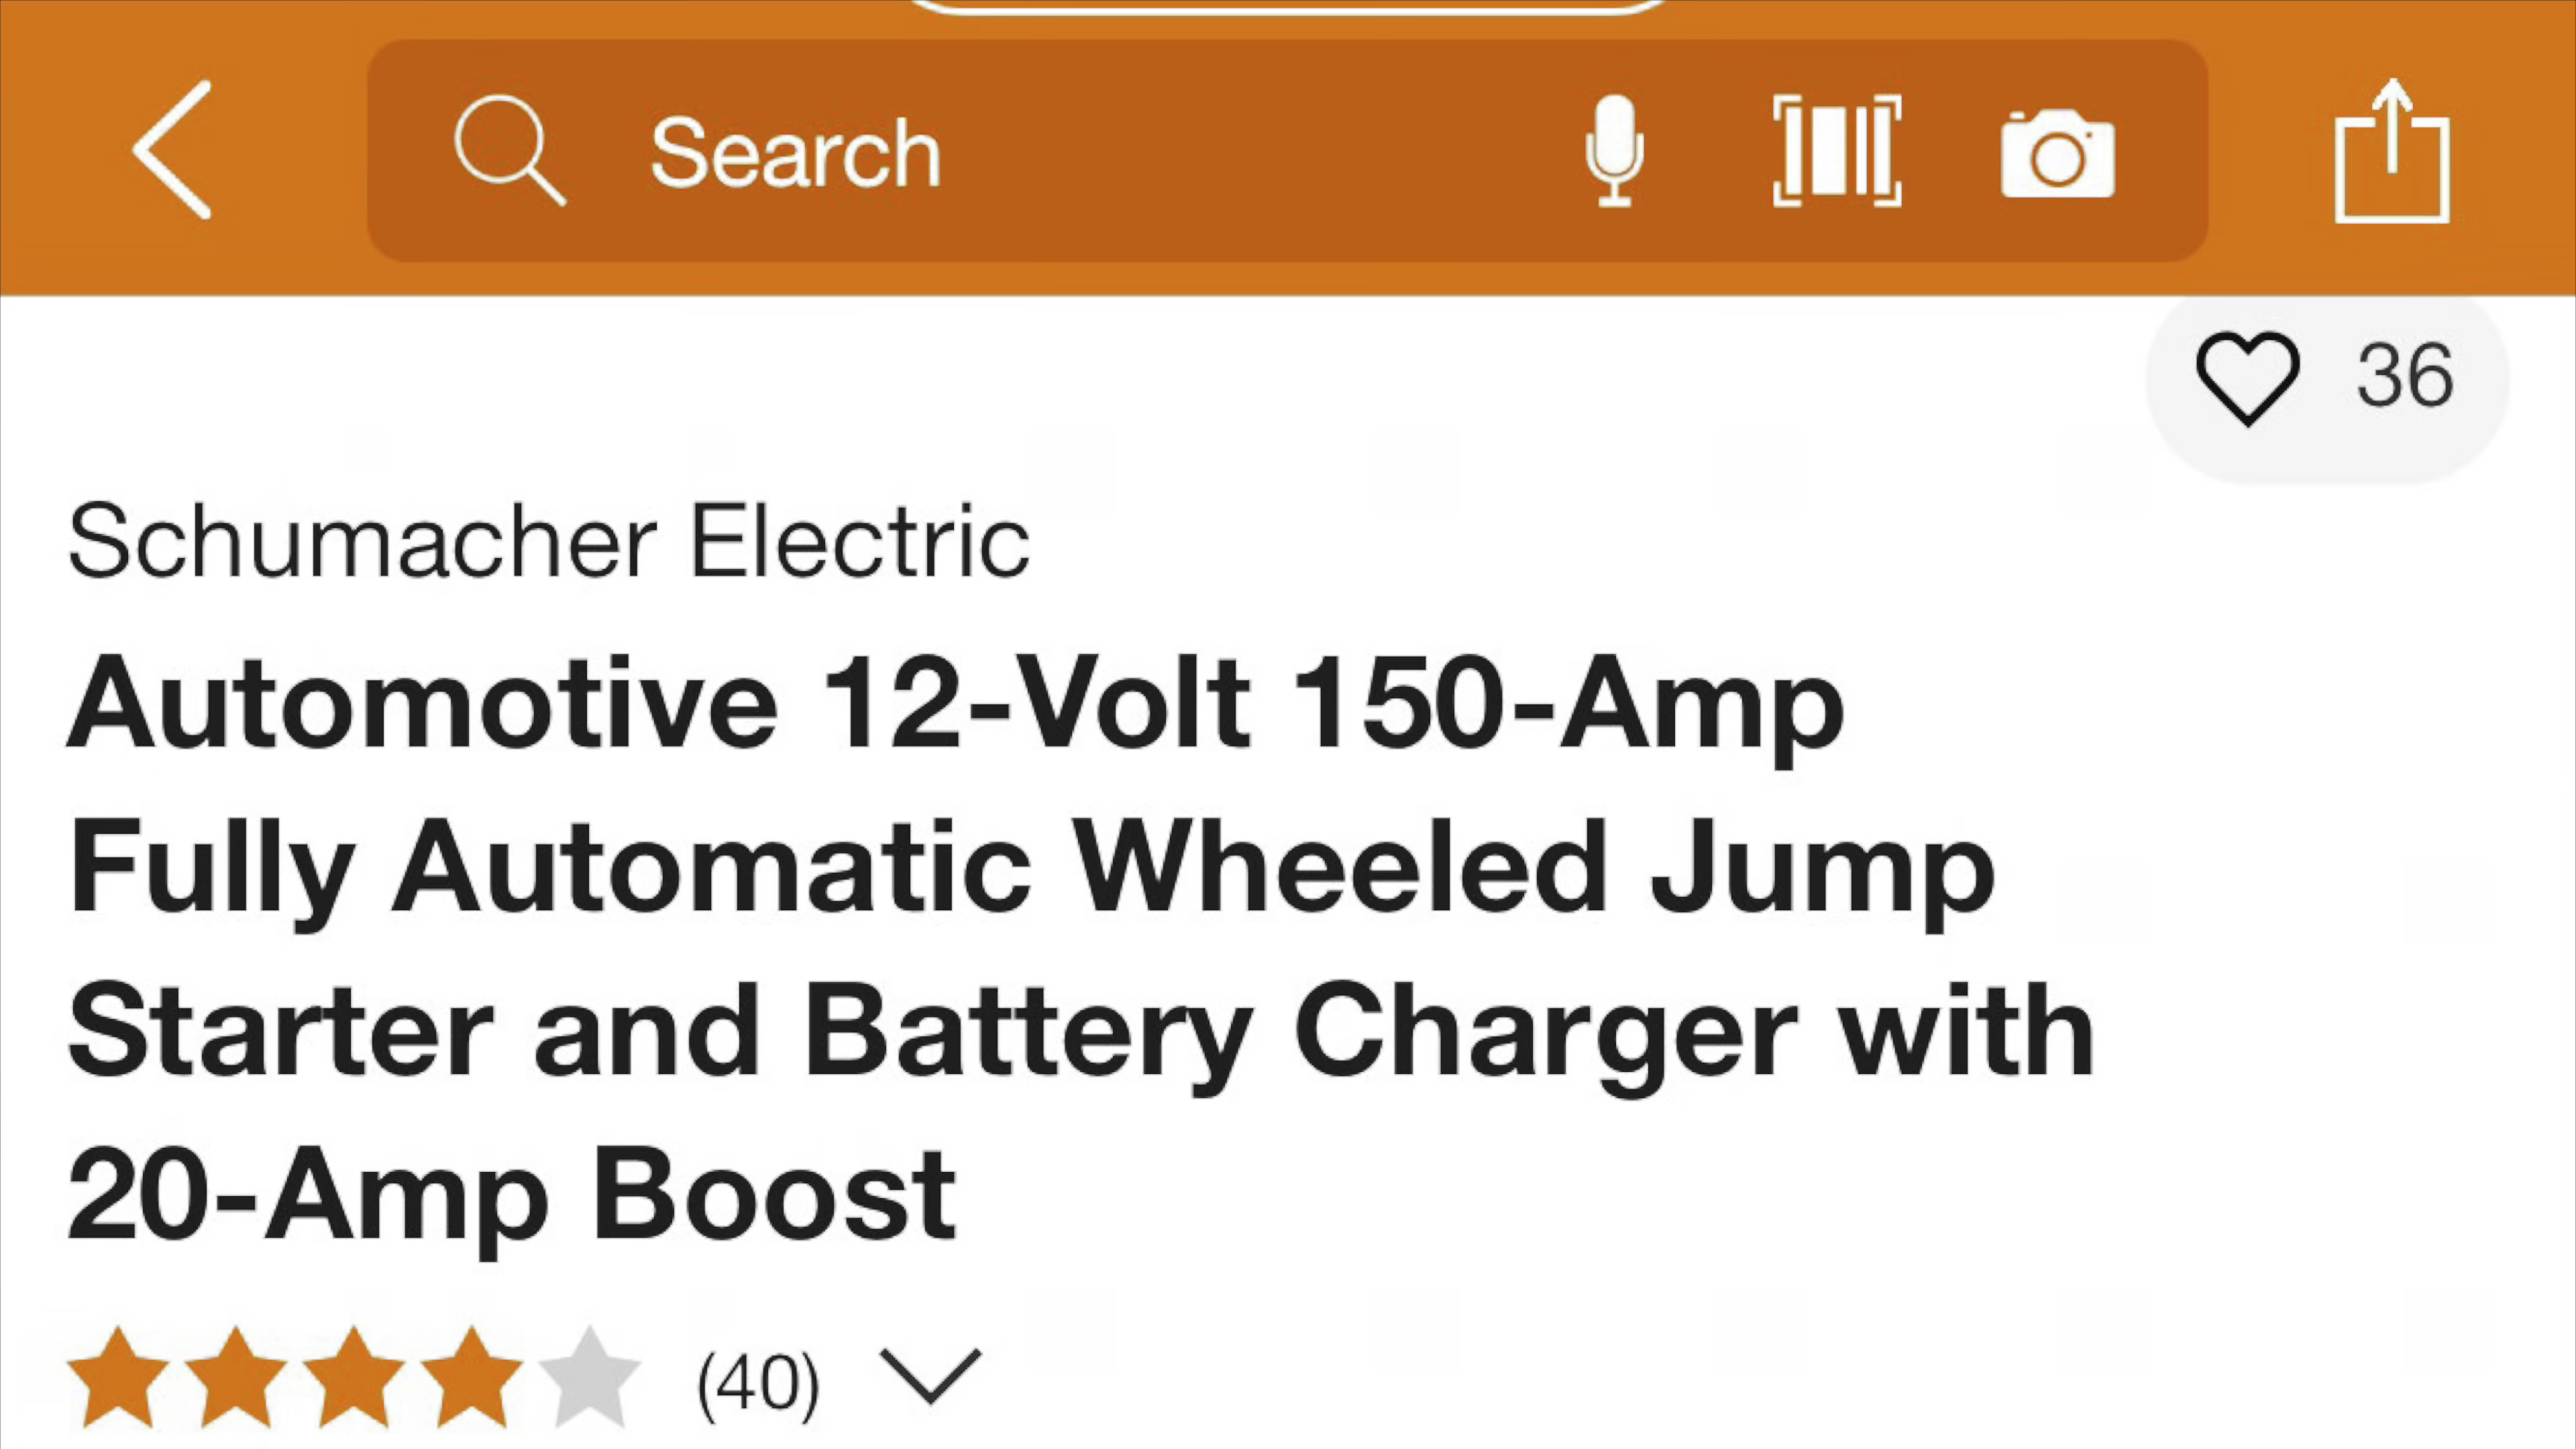 Search
36
Schumacher Electric
Automotive 12-Volt 150-Amp
Fully Automatic Wheeled Jump
Starter and Battery Charger with
20-Amp Boost
(40)